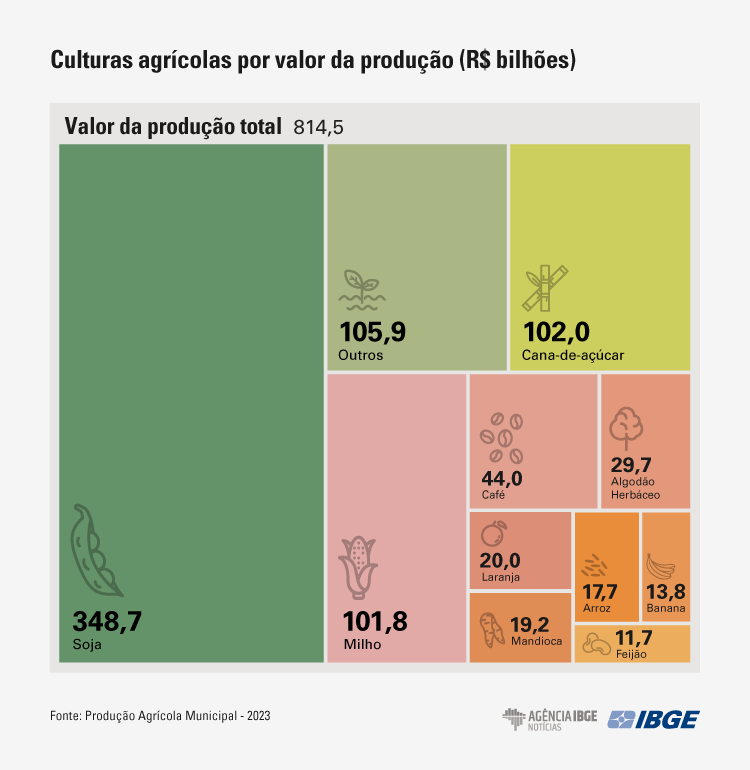 Culturas agrícolas por valor da produção (R$ bilhões)
Valor da produção total 814,5
105,9
Outros
102,0
Cana-de-açúcar
348,7
Soja
101,8
Milho
44,0
Café
29,7
Algodão
Herbáceo
20,0
Laranja
19,2
Mandioca
17,7
Arroz
13,8
Banana
11,7
Feijão
Fonte: Produção Agrícola Municipal - 2023
AGÊNCIA IBGE
NOTÍCIAS
IBGE